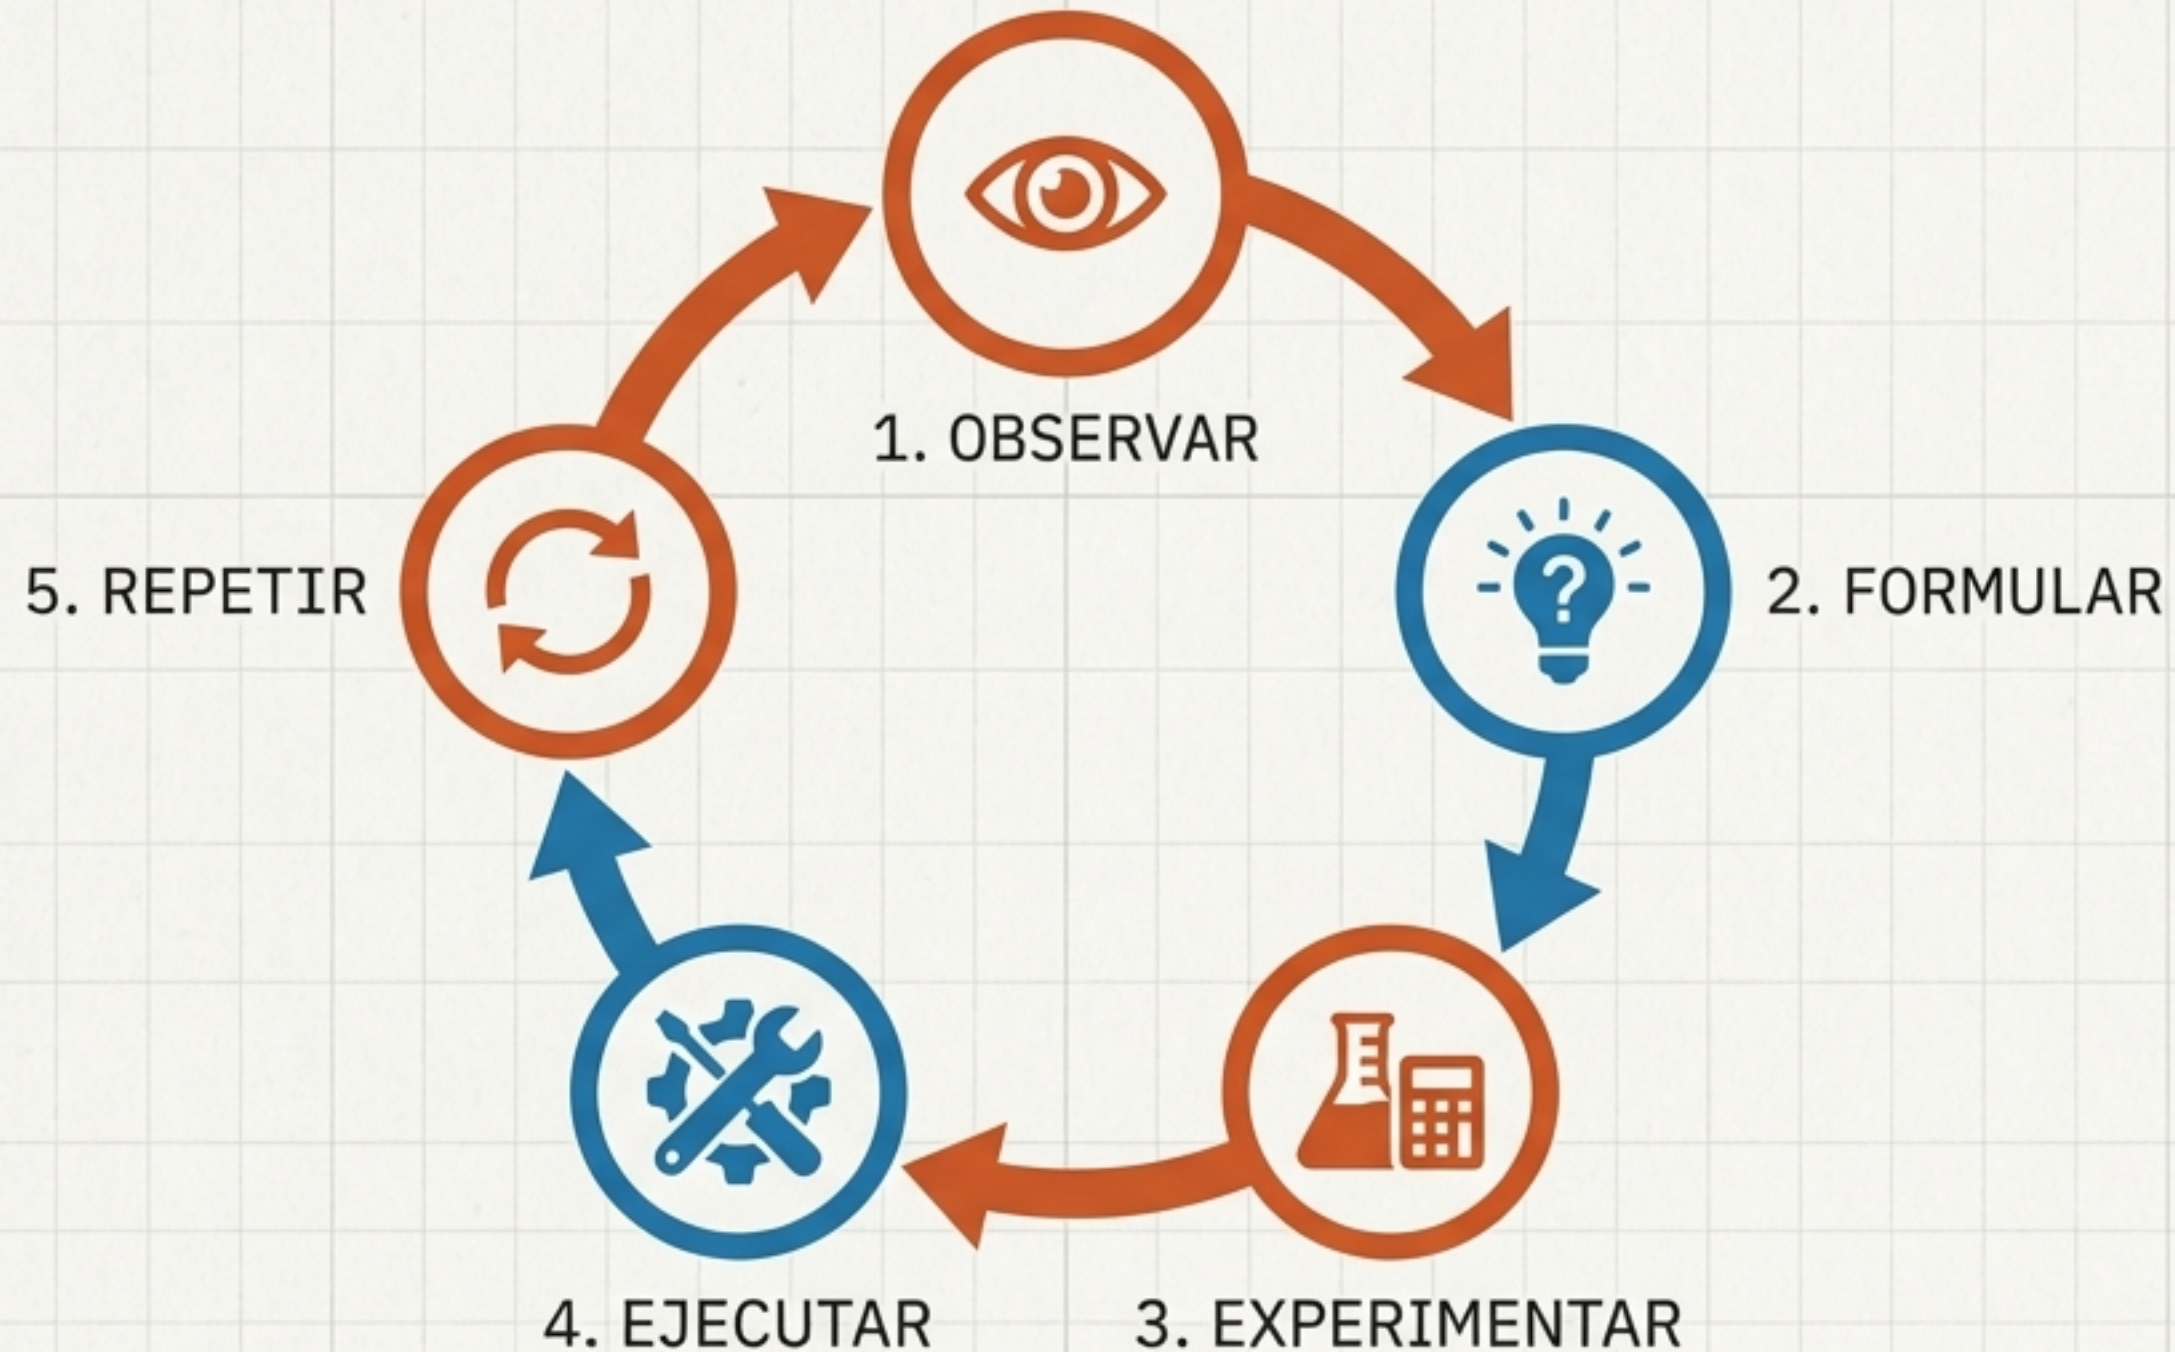 1. OBSERVAR
2. FORMULAR
3. EXPERIMENTAR
4. EJECUTAR
5. REPETIR
?